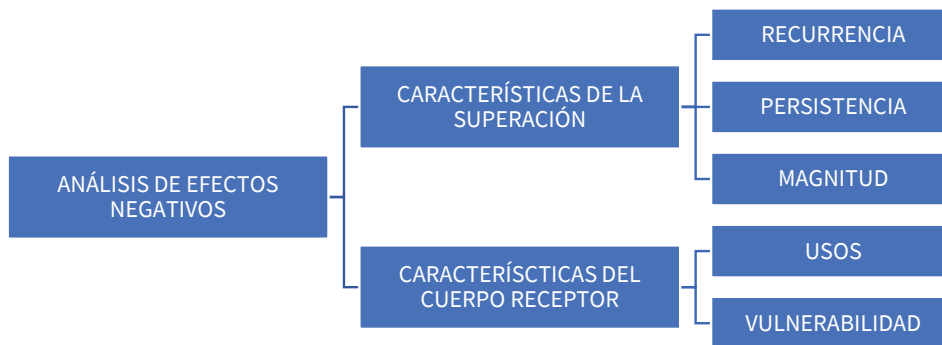 ANÁLISIS DE EFECTOS
NEGATIVOS
CARACTERÍSTICAS DE LA
SUPERACIÓN
RECURRENCIA
PERSISTENCIA
MAGNITUD
CARACTERÍSCTICAS DEL
CUERPO RECEPTOR
USOS
VULNERABILIDAD